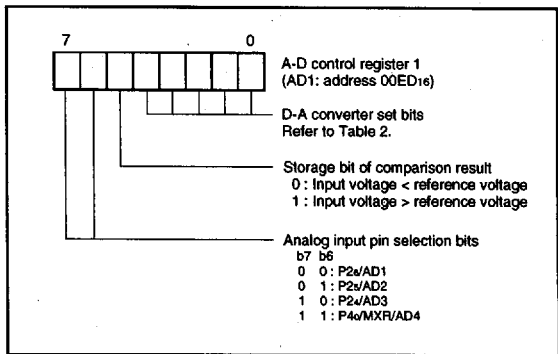 7 0
A-D control register 1
(AD1: address 00ED16)
D-A converter set bits
Refer to Table 2.
Storage bit of comparison result
0 : Input voltage < reference voltage
1 : Input voltage > reference voltage
Analog input pin selection bits
b7 b6
0 0 : P26/AD1
0 1 : P25/AD2
1 0 : P24/AD3
1 1 : P40/MXR/AD4